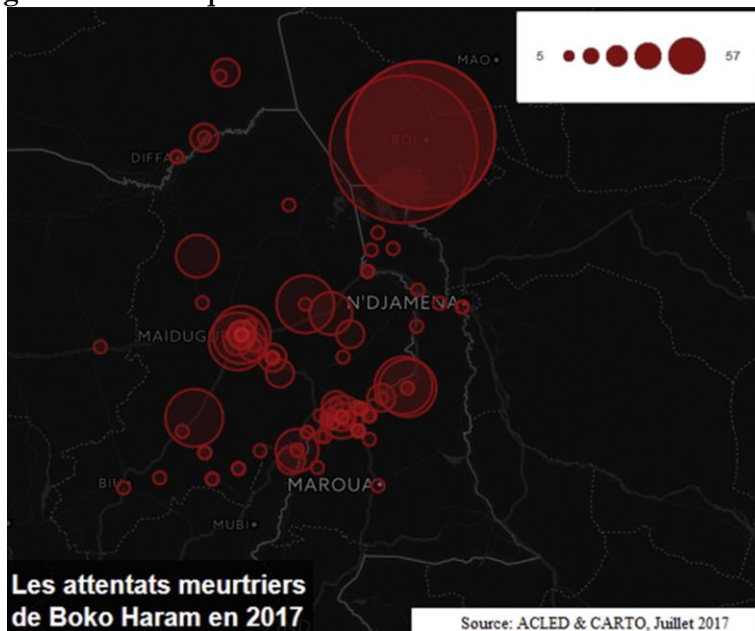 MAO
5 57
BOL
DIFFA
N'DJAMENA
MAIDUGU
MAROUA
MUBI
Les attentats meurtriers
de Boko Haram en 2017
Source: ACLED & CARTO, Juillet 2017